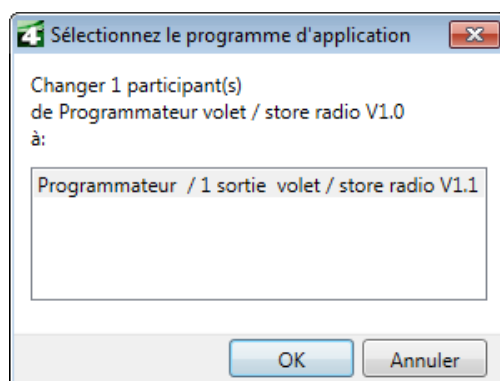 4 Sélectionnez le programme d'application
Changer 1 participant(s)
de Programmateur volet / store radio V1.0
à:
Programmateur / 1 sortie volet / store radio V1.1
OK
Annuler